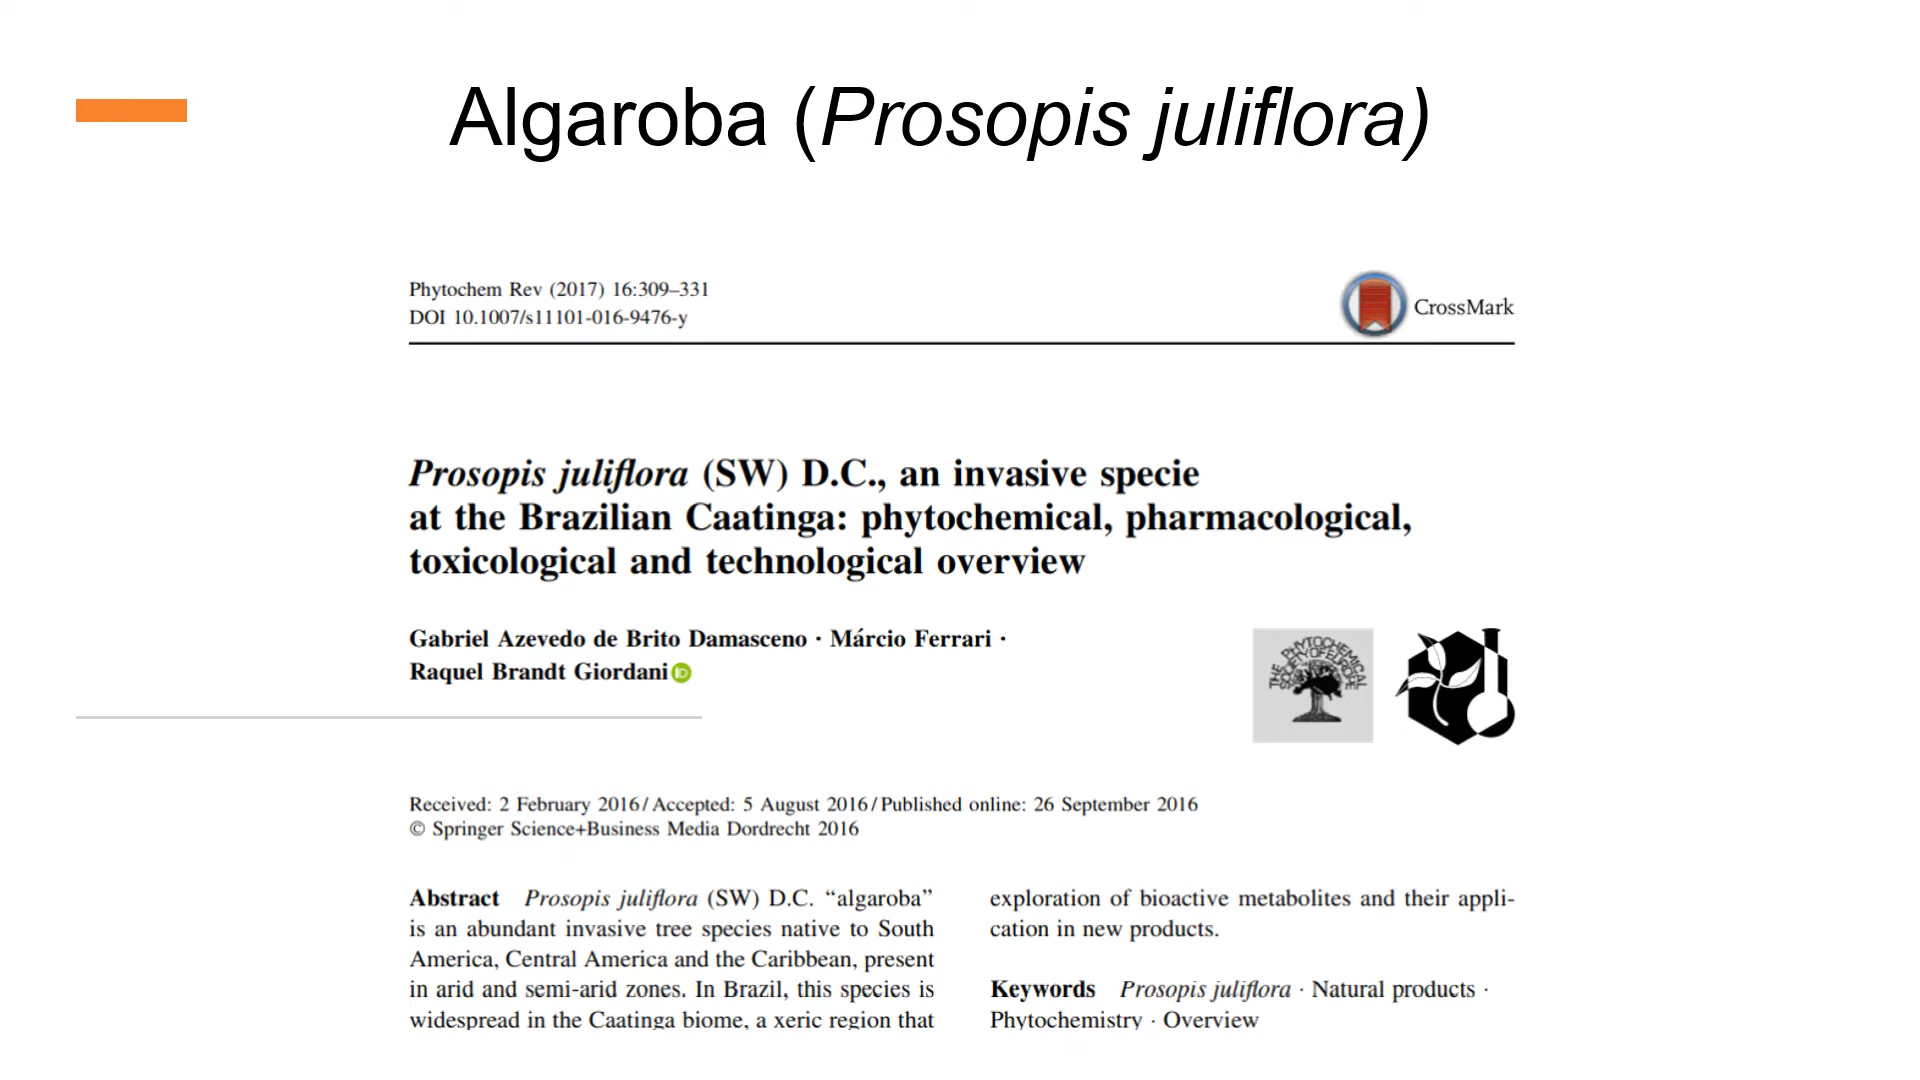 Algaroba (Prosopis juliflora)
Phytochem Rev (2017) 16:309–331
DOI 10.1007/s11101-016-9476-y
CrossMark
Prosopis juliflora (SW) D.C., an invasive specie
at the Brazilian Caatinga: phytochemical, pharmacological,
toxicological and technological overview
Gabriel Azevedo de Brito Damasceno · Márcio Ferrari ·
Raquel Brandt Giordani iD
THE PHYTOCHEMICAL
SOCIETY OF EUROPE
Received: 2 February 2016 / Accepted: 5 August 2016 / Published online: 26 September 2016
© Springer Science+Business Media Dordrecht 2016
Abstract Prosopis juliflora (SW) D.C. “algaroba”
is an abundant invasive tree species native to South
America, Central America and the Caribbean, present
in arid and semi-arid zones. In Brazil, this species is
widespread in the Caatinga biome, a xeric region that
exploration of bioactive metabolites and their appli-
cation in new products.
Keywords Prosopis juliflora · Natural products ·
Phytochemistry · Overview